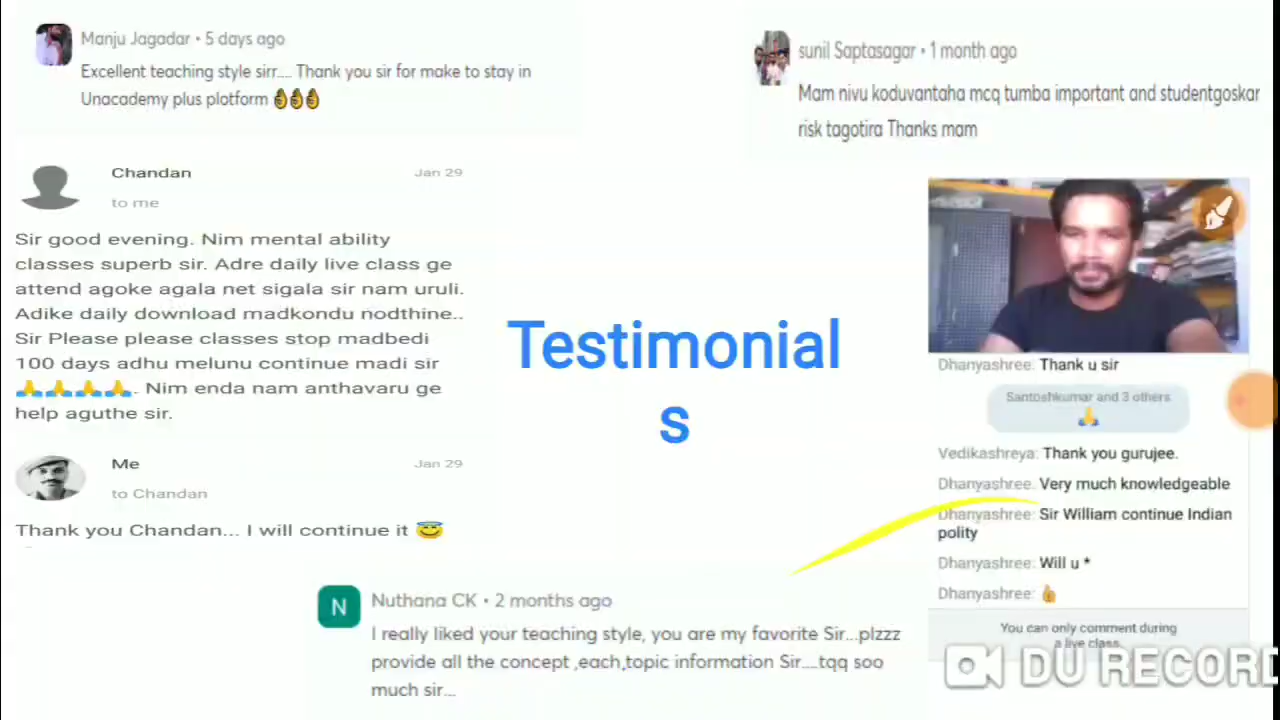 Manju Jagadar • 5 days ago
Excellent teaching style sirr.... Thank you sir for make to stay in
Unacademy plus plotform 👌👌👌
sunil Saptasagar • 1 month ago
Mam nivu koduvantaha mcq tumba important and studentgoskar
risk tagotira Thanks mam
Chandan
Jan 29
to me
Sir good evening. Nim mental ability
classes superb sir. Adre daily live class ge
attend agoke agala net sigala sir nam uruli.
Adike daily download madkondu nodthine..
Sir Please please classes stop madbedi
100 days adhu melunu continue madi sir
🙏🙏🙏🙏. Nim enda nam anthavaru ge
help aguthe sir.
Me
Jan 29
to Chandan
Thank you Chandan... I will continue it 😇
Testimonial
s
Dhanyashree: Thank u sir
Santoshkumar and 3 others
🙏
Vedikashreya: Thank you gurujee.
Dhanyashree: Very much knowledgeable
Dhanyashree: Sir William continue Indian
polity
Dhanyashree: Will u *
Dhanyashree: 👍
You can only comment during
a live class.
N
Nuthana CK • 2 months ago
I really liked your teaching style, you are my favorite Sir...plzzz
provide all the concept ,each,topic information Sir....tqq soo
much sir...
DU RECORD